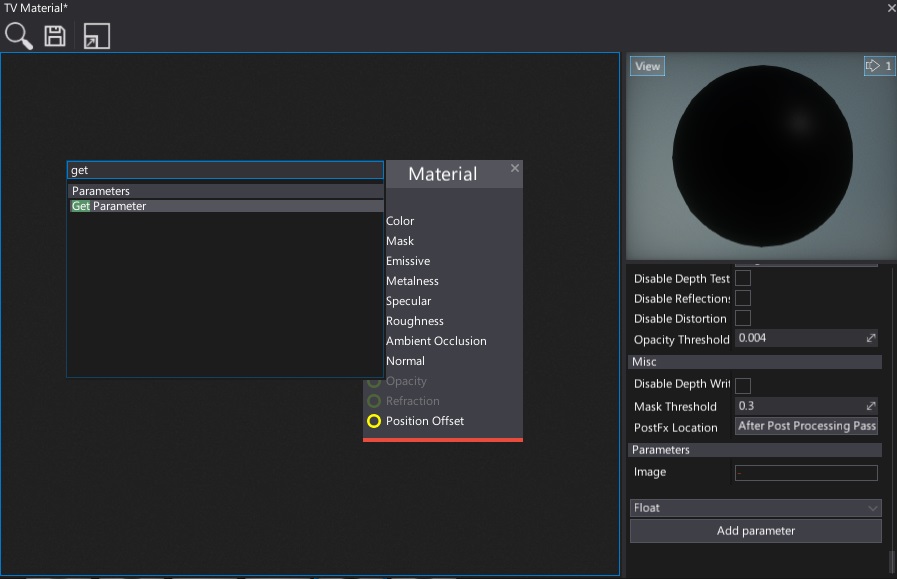 TV Material*
View
1
get
Parameters
Get Parameter
Material
Color
Mask
Emissive
Metalness
Specular
Roughness
Ambient Occlusion
Normal
Opacity
Refraction
Position Offset
Disable Depth Test
Disable Reflections
Disable Distortion
Opacity Threshold 0.004
Misc
Disable Depth Writ
Mask Threshold 0.3
PostFx Location After Post Processing Pass
Parameters
Image -
Float
Add parameter